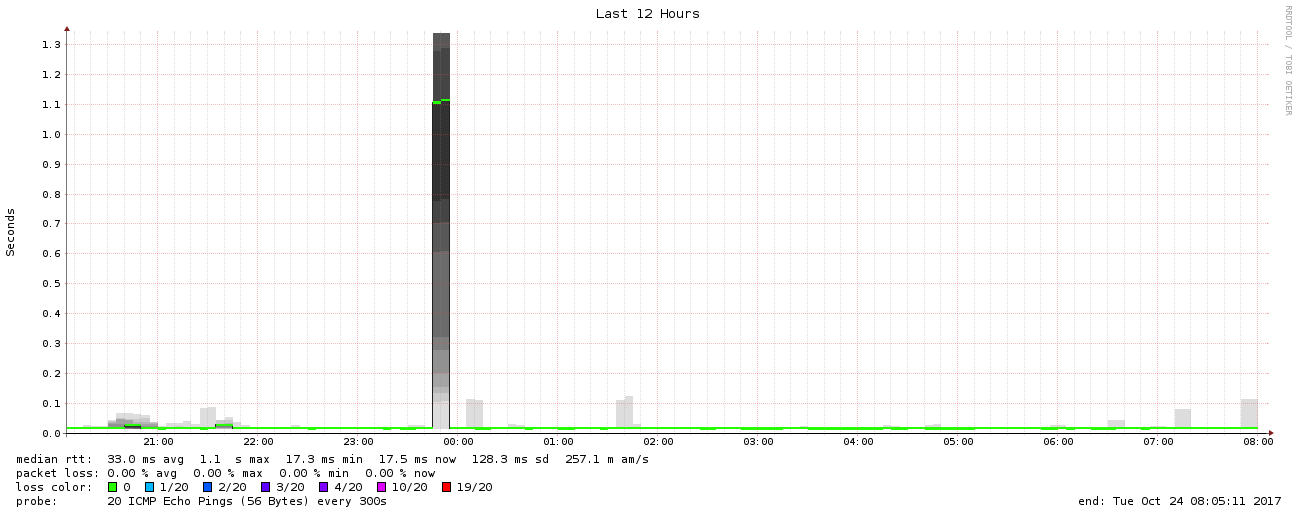 Last 12 Hours
RRDTOOL / TOBI OETIKER
Seconds
1.3
1.2
1.1
1.0
0.9
0.8
0.7
0.6
0.5
0.4
0.3
0.2
0.1
0.0
21:00 22:00 23:00 00:00 01:00 02:00 03:00 04:00 05:00 06:00 07:00 08:00
median rtt: 33.0 ms avg 1.1 s max 17.3 ms min 17.5 ms now 128.3 ms sd 257.1 m am/s
packet loss: 0.00 % avg 0.00 % max 0.00 % min 0.00 % now
loss color: 0 1/20 2/20 3/20 4/20 10/20 19/20
probe: 20 ICMP Echo Pings (56 Bytes) every 300s end: Tue Oct 24 08:05:11 2017